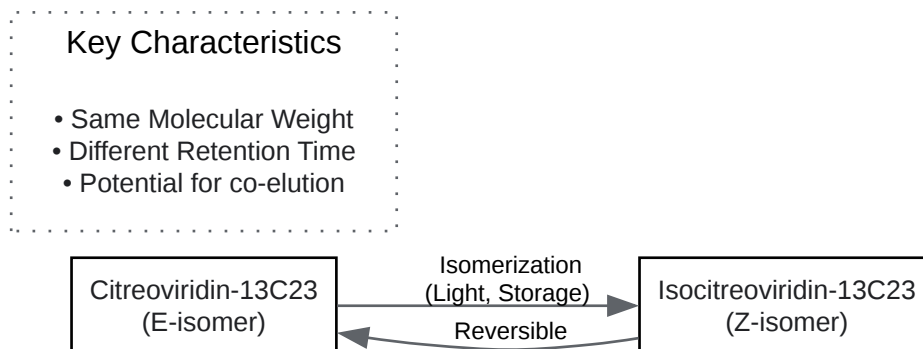 Key Characteristics
• Same Molecular Weight
• Different Retention Time
• Potential for co-elution
Isomerization
(Light, Storage)
Citreoviridin-13C23
(E-isomer)
Isocitreoviridin-13C23
(Z-isomer)
Reversible